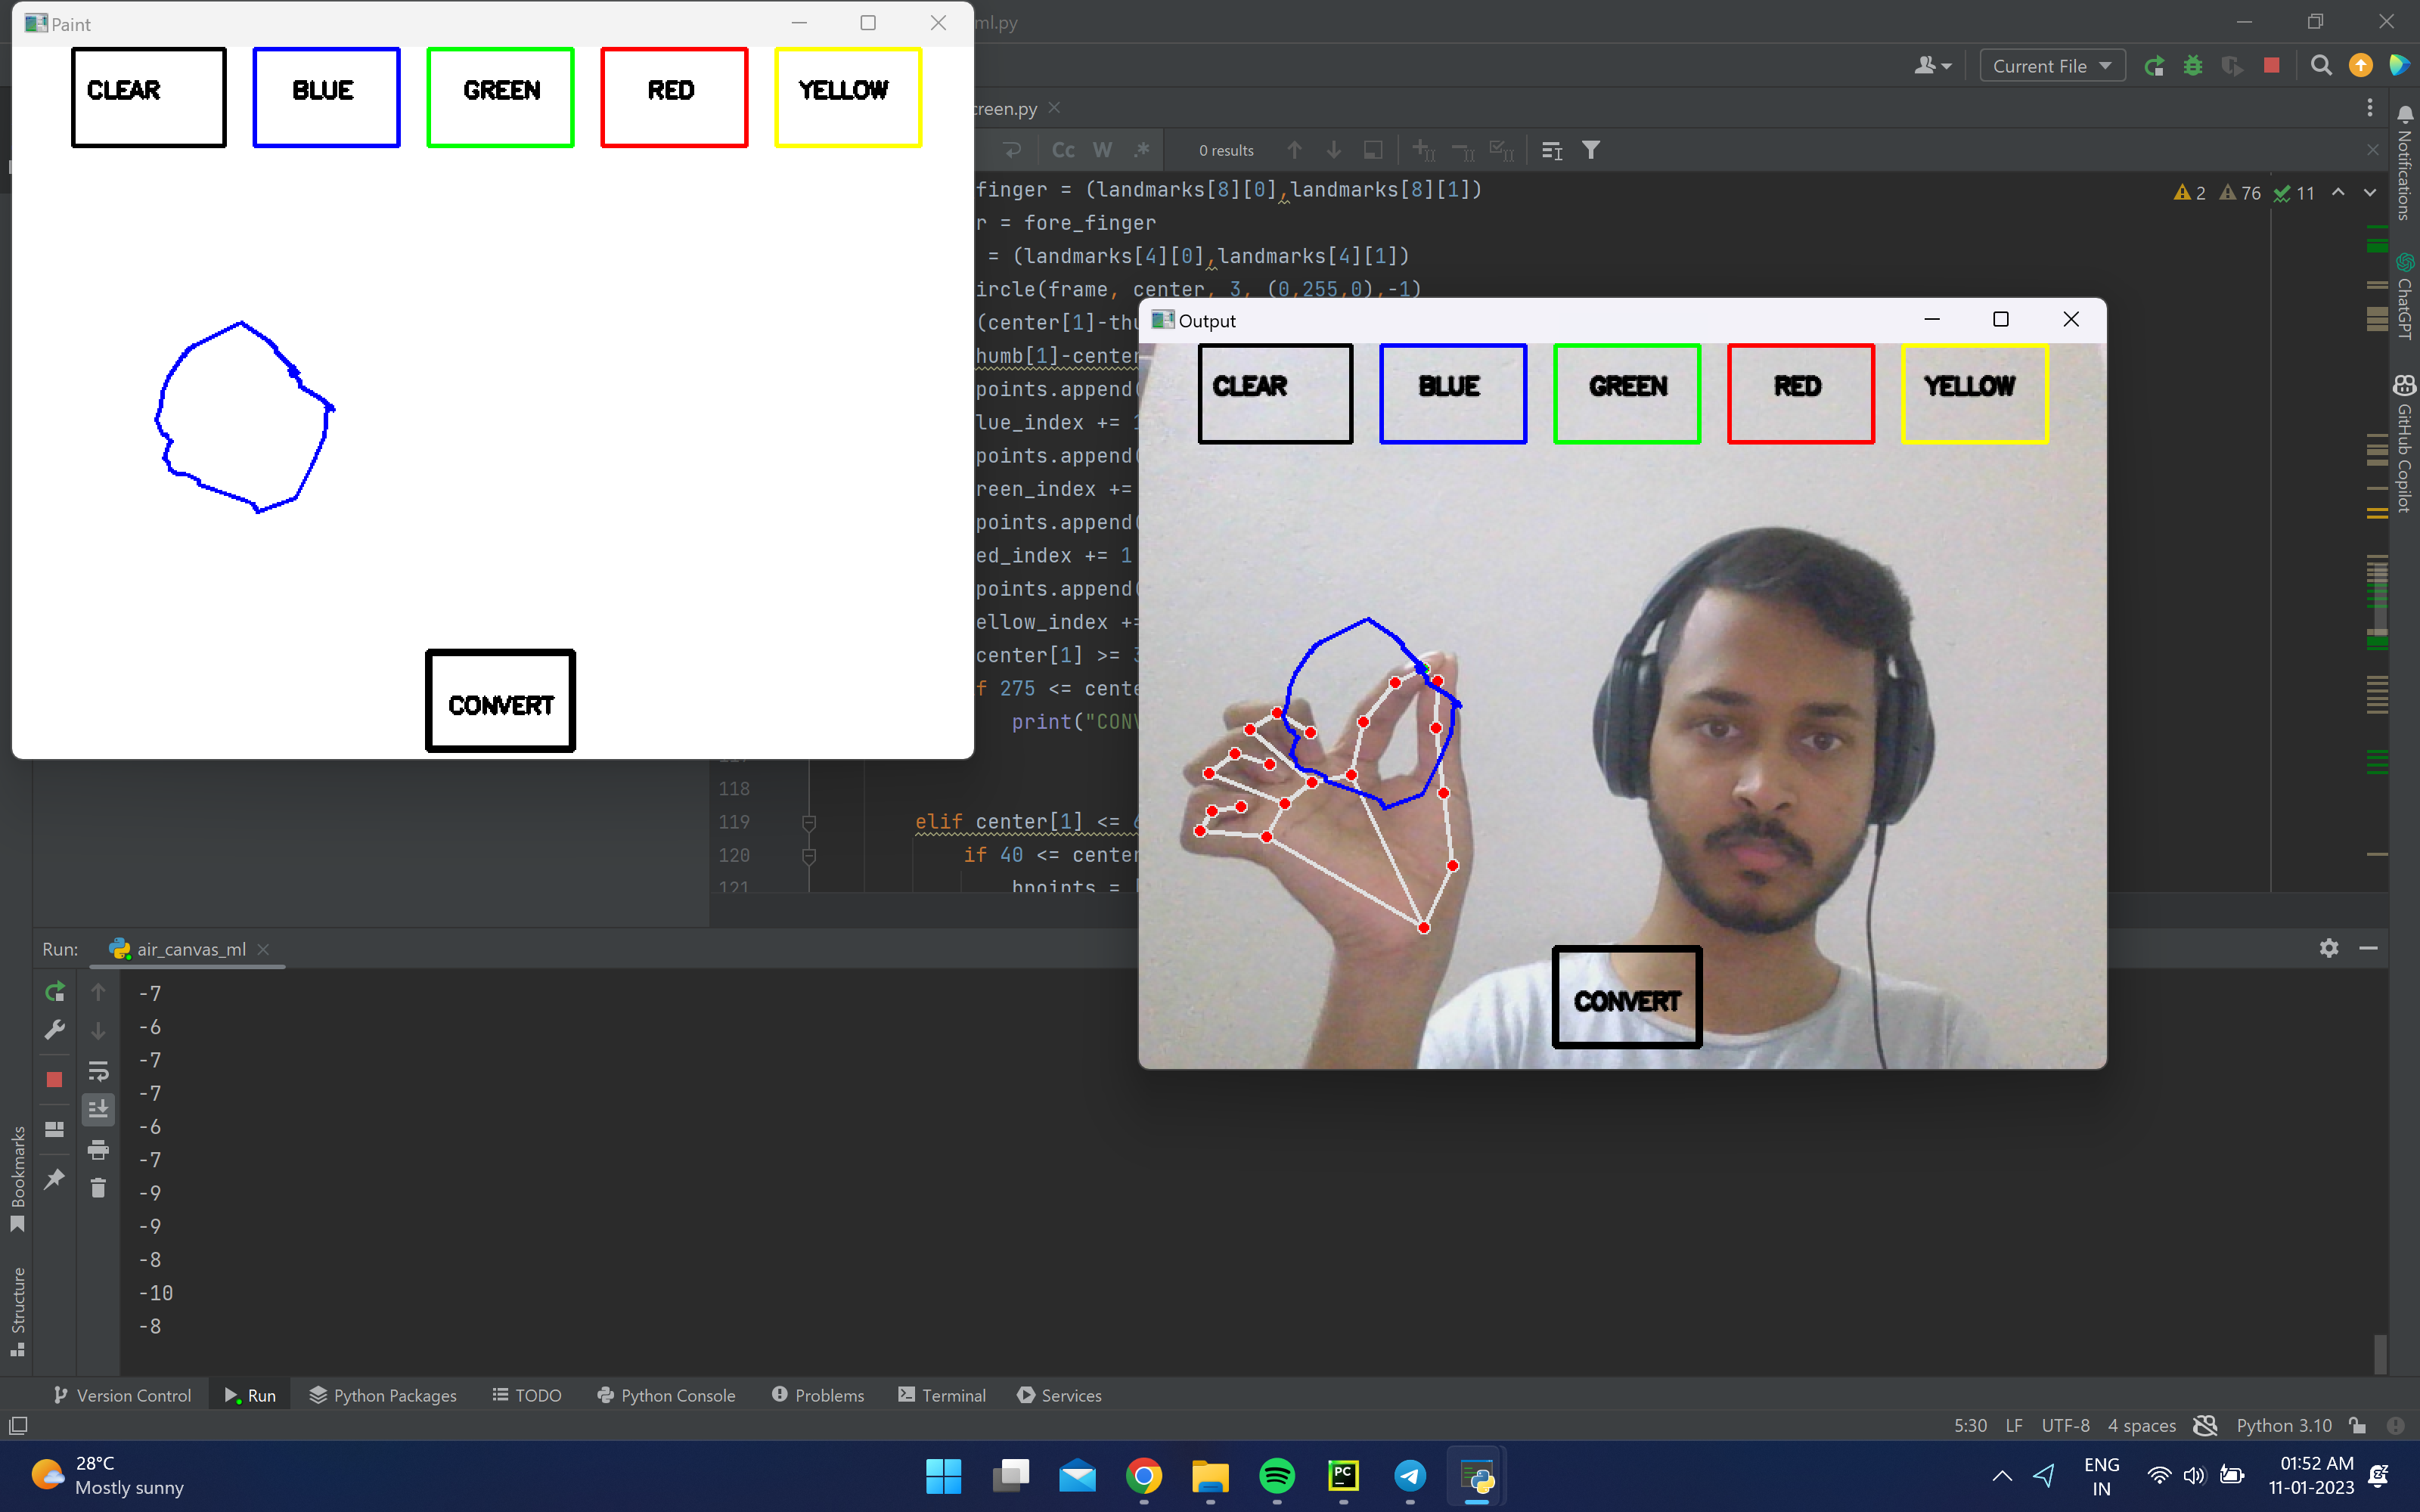 Paint
CLEAR BLUE GREEN RED YELLOW
CONVERT
ml.py
Current File
creen.py
Cc W .* 0 results
2 76 11
finger = (landmarks[8][0],landmarks[8][1])
r = fore_finger
= (landmarks[4][0],landmarks[4][1])
ircle(frame, center, 3, (0,255,0),-1)
(center[1]-thu
humb[1]-center
points.append(
lue_index += 1
points.append(
reen_index +=
points.append(
ed_index += 1
points.append(
ellow_index +=
center[1] >= 3
f 275 <= cente
print("CONV
118
119 elif center[1] <= 6
120 if 40 <= center
121 bpoints = [
Output
CLEAR BLUE GREEN RED YELLOW
CONVERT
Notifications
ChatGPT
GitHub Copilot
Run: air_canvas_ml
-7
-6
-7
-7
-6
-7
-9
-9
-8
-10
-8
Bookmarks
Structure
Version Control Run Python Packages TODO Python Console Problems Terminal Services
5:30 LF UTF-8 4 spaces Python 3.10
28°C
Mostly sunny
PC
ENG
IN
01:52 AM
11-01-2023